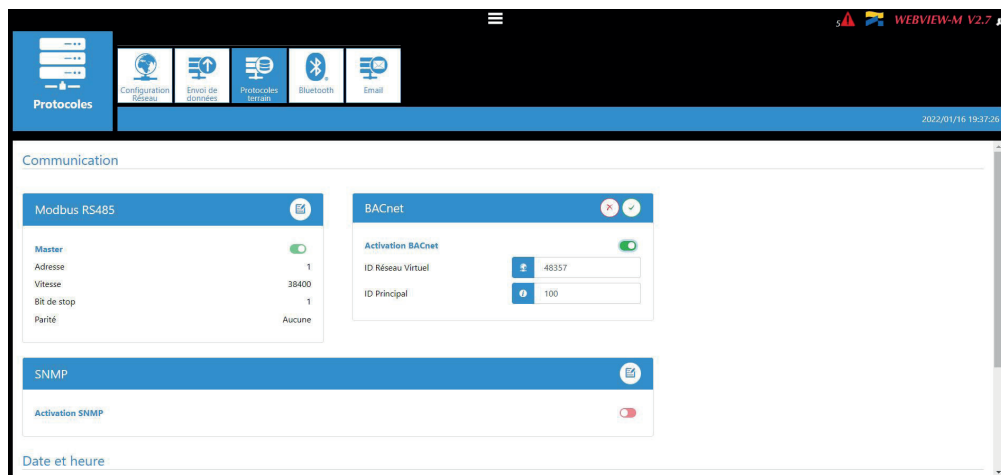 5
WEBVIEW-M V2.7
Protocoles
Configuration
Réseau
Envoi de
données
Protocoles
terrain
Bluetooth
Email
2022/01/16 19:37:26
Communication
Modbus RS485
Master
Adresse 1
Vitesse 38400
Bit de stop 1
Parité Aucune
BACnet
Activation BACnet
ID Réseau Virtuel 48357
ID Principal 100
SNMP
Activation SNMP
Date et heure